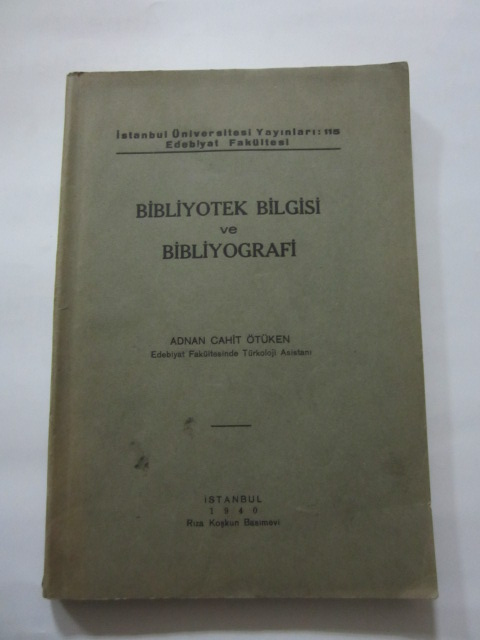 İstanbul Üniversitesi Yayınları: 115
Edebiyat Fakültesi
BİBLİYOTEK BİLGİSİ
ve
BİBLİYOGRAFİ
ADNAN CAHİT ÖTÜKEN
Edebiyat Fakültesinde Türkoloji Asistanı
İSTANBUL
1940
Rıza Koşkun Basımevi